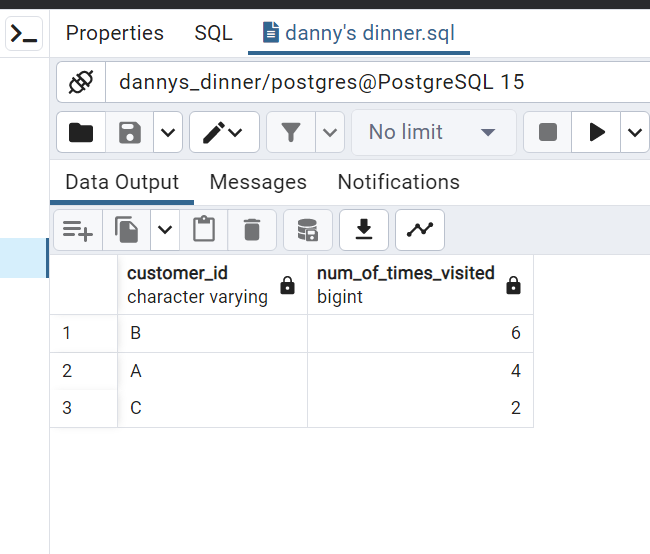 Properties SQL danny's dinner.sql
dannys_dinner/postgres@PostgreSQL 15
No limit
Data Output Messages Notifications
customer_id num_of_times_visited
character varying bigint
1 B 6
2 A 4
3 C 2